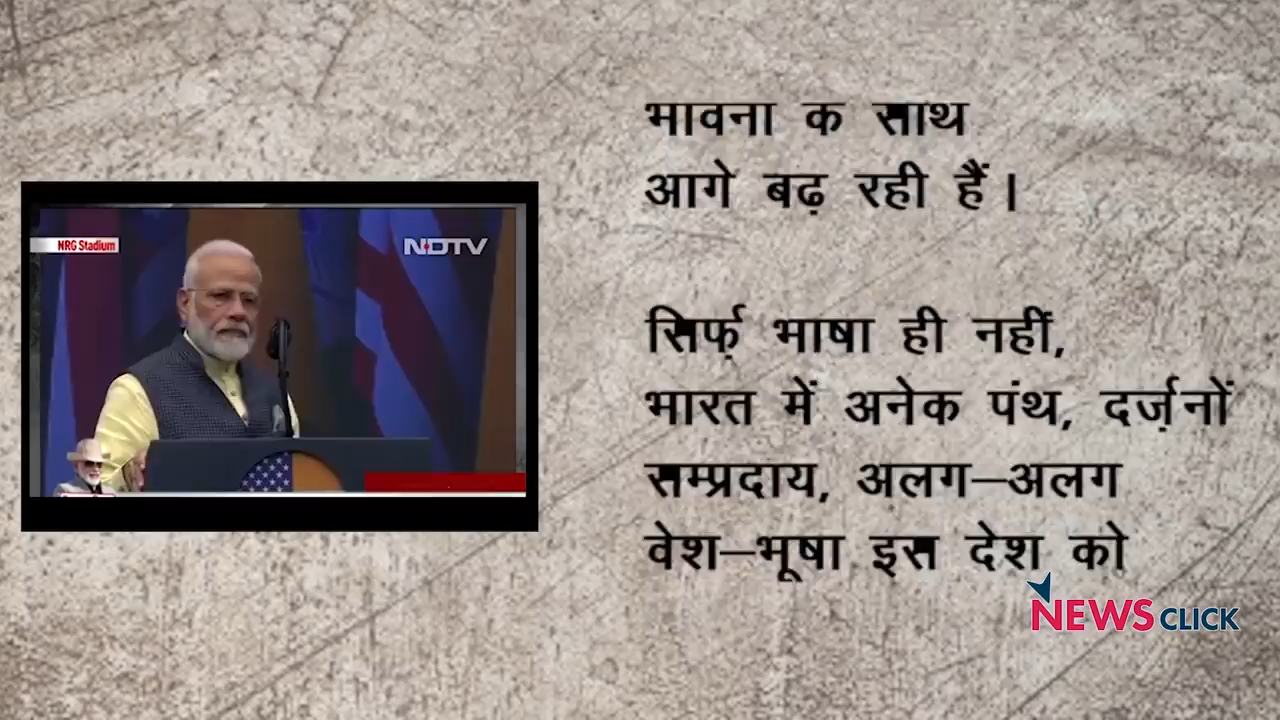 NRG Stadium
NDTV
भावना क साथ
आगे बढ़ रही हैं।
सिर्फ़ भाषा ही नहीं,
भारत में अनेक पंथ, दर्ज़नों
सम्प्रदाय, अलग–अलग
वेश–भूषा इस देश को
NEWSCLICK